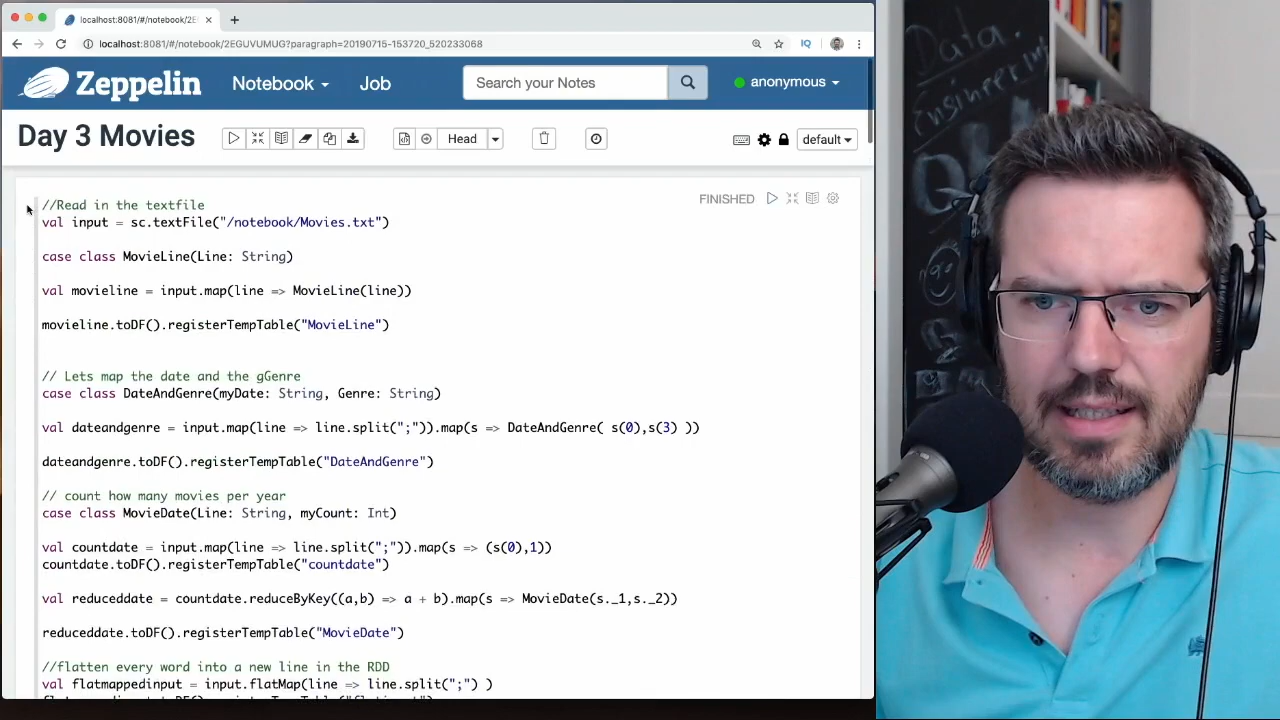 localhost:8081/#/notebook/2E
localhost:8081/#/notebook/2EGUVUMUG?paragraph=20190715-153720_520233068
IQ
Zeppelin
Notebook
Job
Search your Notes
anonymous
Day 3 Movies
Head
default
FINISHED
//Read in the textfile
val input = sc.textFile("/notebook/Movies.txt")
case class MovieLine(Line: String)
val movieline = input.map(line => MovieLine(line))
movieline.toDF().registerTempTable("MovieLine")
// Lets map the date and the gGenre
case class DateAndGenre(myDate: String, Genre: String)
val dateandgenre = input.map(line => line.split(";")).map(s => DateAndGenre( s(0),s(3) ))
dateandgenre.toDF().registerTempTable("DateAndGenre")
// count how many movies per year
case class MovieDate(Line: String, myCount: Int)
val countdate = input.map(line => line.split(";")).map(s => (s(0),1))
countdate.toDF().registerTempTable("countdate")
val reduceddate = countdate.reduceByKey((a,b) => a + b).map(s => MovieDate(s._1,s._2))
reduceddate.toDF().registerTempTable("MovieDate")
//flatten every word into a new line in the RDD
val flatmappedinput = input.flatMap(line => line.split(";") )
Data
Engineering